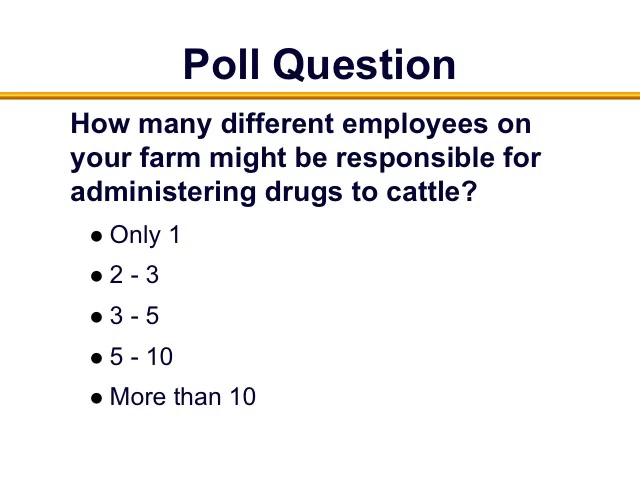 Poll Question
How many different employees on
your farm might be responsible for
administering drugs to cattle?
● Only 1
● 2 - 3
● 3 - 5
● 5 - 10
● More than 10